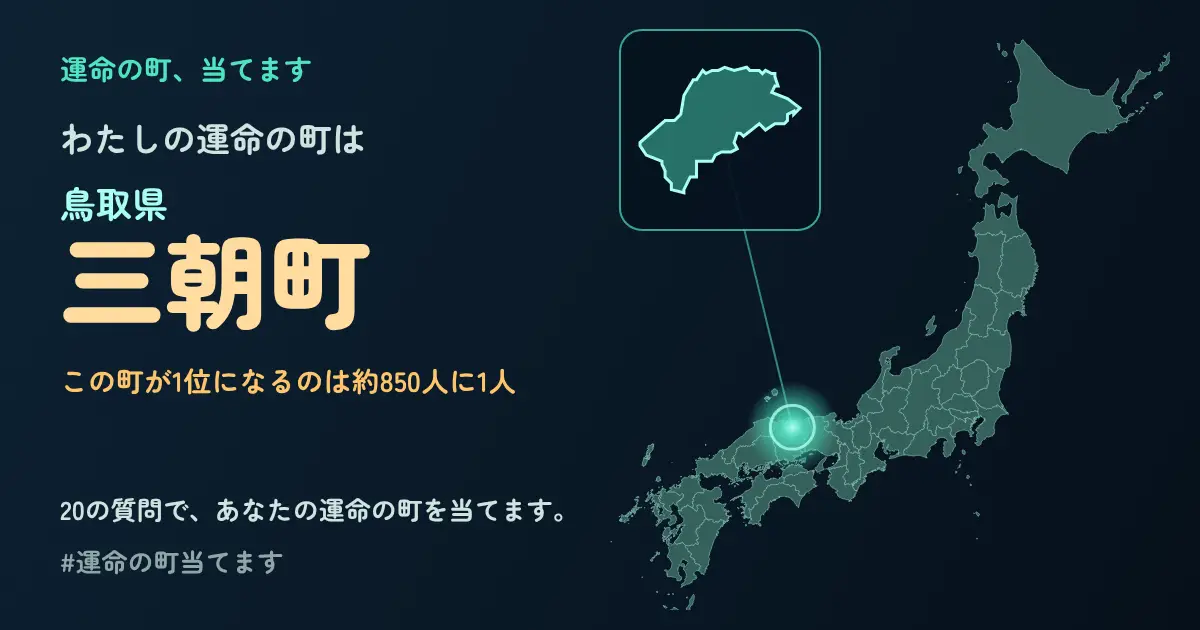 運命の町、当てます
わたしの運命の町は
鳥取県
三朝町
この町が1位になるのは約850人に1人
20の質問で、あなたの運命の町を当てます。
#運命の町当てます